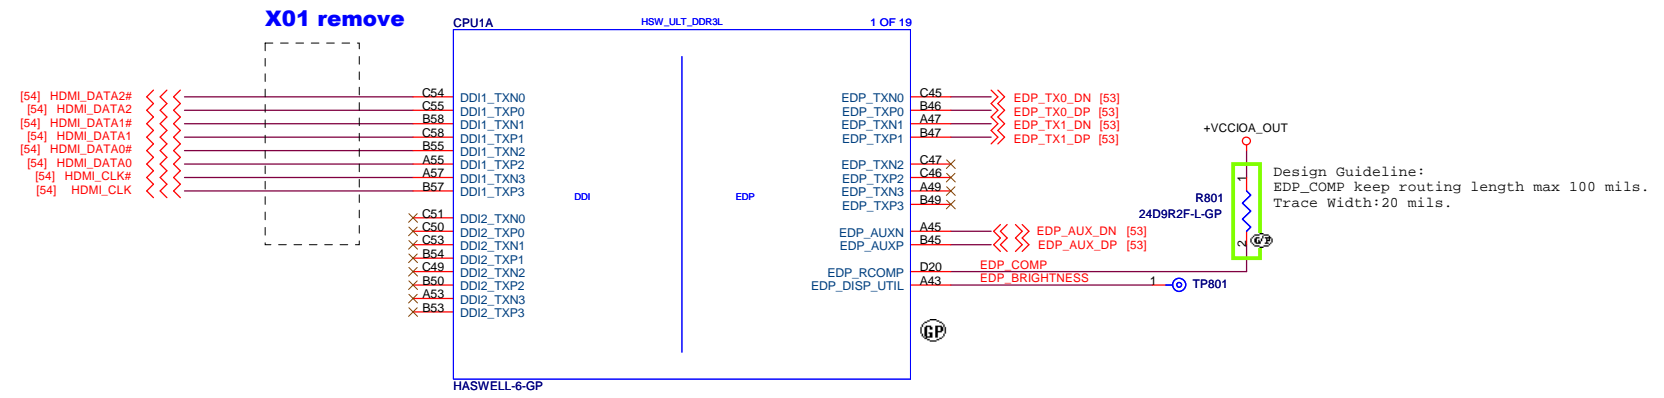 X01 remove
CPU1A HSW_ULT_DDR3L 1 OF 19
[54] HDMI_DATA2# C54 DDI1_TXN0
[54] HDMI_DATA2 C55 DDI1_TXP0
[54] HDMI_DATA1# B58 DDI1_TXN1
[54] HDMI_DATA1 C58 DDI1_TXP1
[54] HDMI_DATA0# B55 DDI1_TXN2
[54] HDMI_DATA0 A55 DDI1_TXP2
[54] HDMI_CLK# A57 DDI1_TXN3
[54] HDMI_CLK B57 DDI1_TXP3
C51 DDI2_TXN0
C50 DDI2_TXP0
C53 DDI2_TXN1
B54 DDI2_TXP1
C49 DDI2_TXN2
B50 DDI2_TXP2
A53 DDI2_TXN3
B53 DDI2_TXP3
DDI EDP
EDP_TXN0 C45 EDP_TX0_DN [53]
EDP_TXP0 B46 EDP_TX0_DP [53]
EDP_TXN1 A47 EDP_TX1_DN [53]
EDP_TXP1 B47 EDP_TX1_DP [53]
EDP_TXN2 C47
EDP_TXP2 C46
EDP_TXN3 A49
EDP_TXP3 B49
EDP_AUXN A45 EDP_AUX_DN [53]
EDP_AUXP B45 EDP_AUX_DP [53]
EDP_RCOMP D20 EDP_COMP
EDP_DISP_UTIL A43 EDP_BRIGHTNESS 1 TP801
GP
HASWELL-6-GP
+VCCIOA_OUT
1
R801
24D9R2F-L-GP
2
G/P
Design Guideline:
EDP_COMP keep routing length max 100 mils.
Trace Width:20 mils.